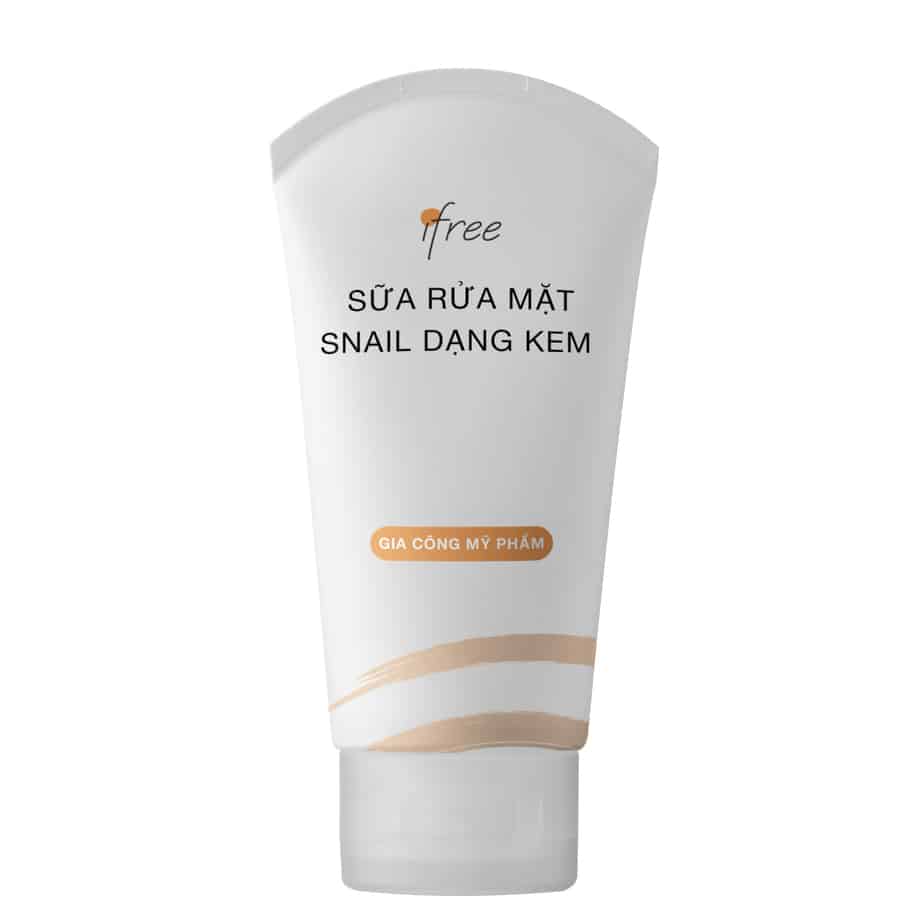 ifree
SỮA RỬA MẶT
SNAIL DẠNG KEM
GIA CÔNG MỸ PHẨM